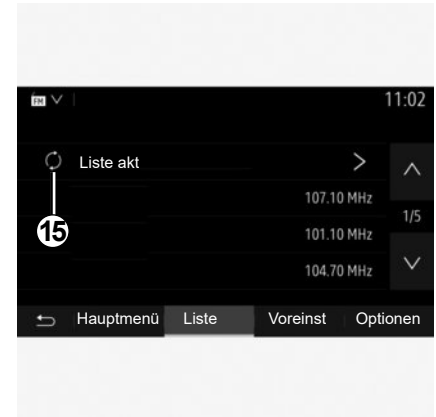 FM 11:02
Liste akt
107.10 MHz
1/5
15
101.10 MHz
104.70 MHz
Hauptmenü Liste Voreinst Optionen